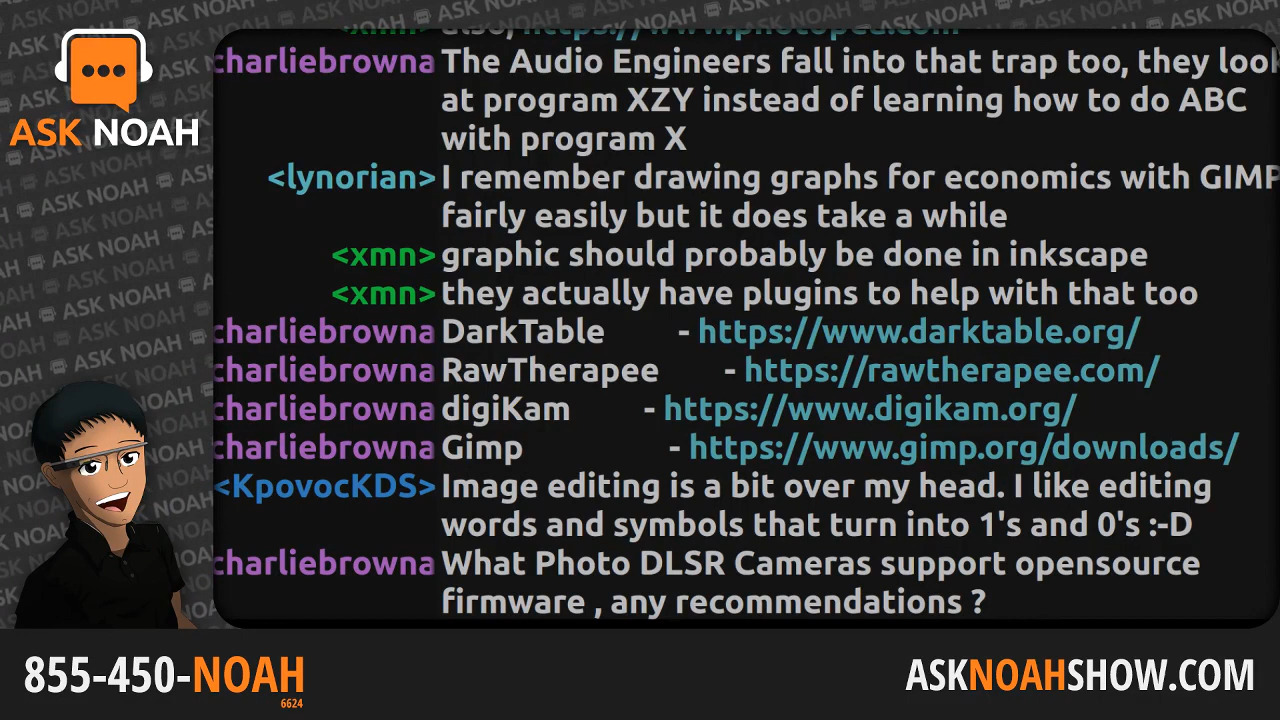 ASK NOAH
also, https://www.photopea.com
charliebrowna The Audio Engineers fall into that trap too, they look
at program XZY instead of learning how to do ABC
with program X
<lynorian> I remember drawing graphs for economics with GIMP
fairly easily but it does take a while
<xmn> graphic should probably be done in inkscape
<xmn> they actually have plugins to help with that too
charliebrowna DarkTable - https://www.darktable.org/
charliebrowna RawTherapee - https://rawtherapee.com/
charliebrowna digiKam - https://www.digikam.org/
charliebrowna Gimp - https://www.gimp.org/downloads/
<KpovocKDS> Image editing is a bit over my head. I like editing
words and symbols that turn into 1's and 0's :-D
charliebrowna What Photo DLSR Cameras support opensource
firmware , any recommendations ?
855-450-NOAH
6624
ASKNOAHSHOW.COM